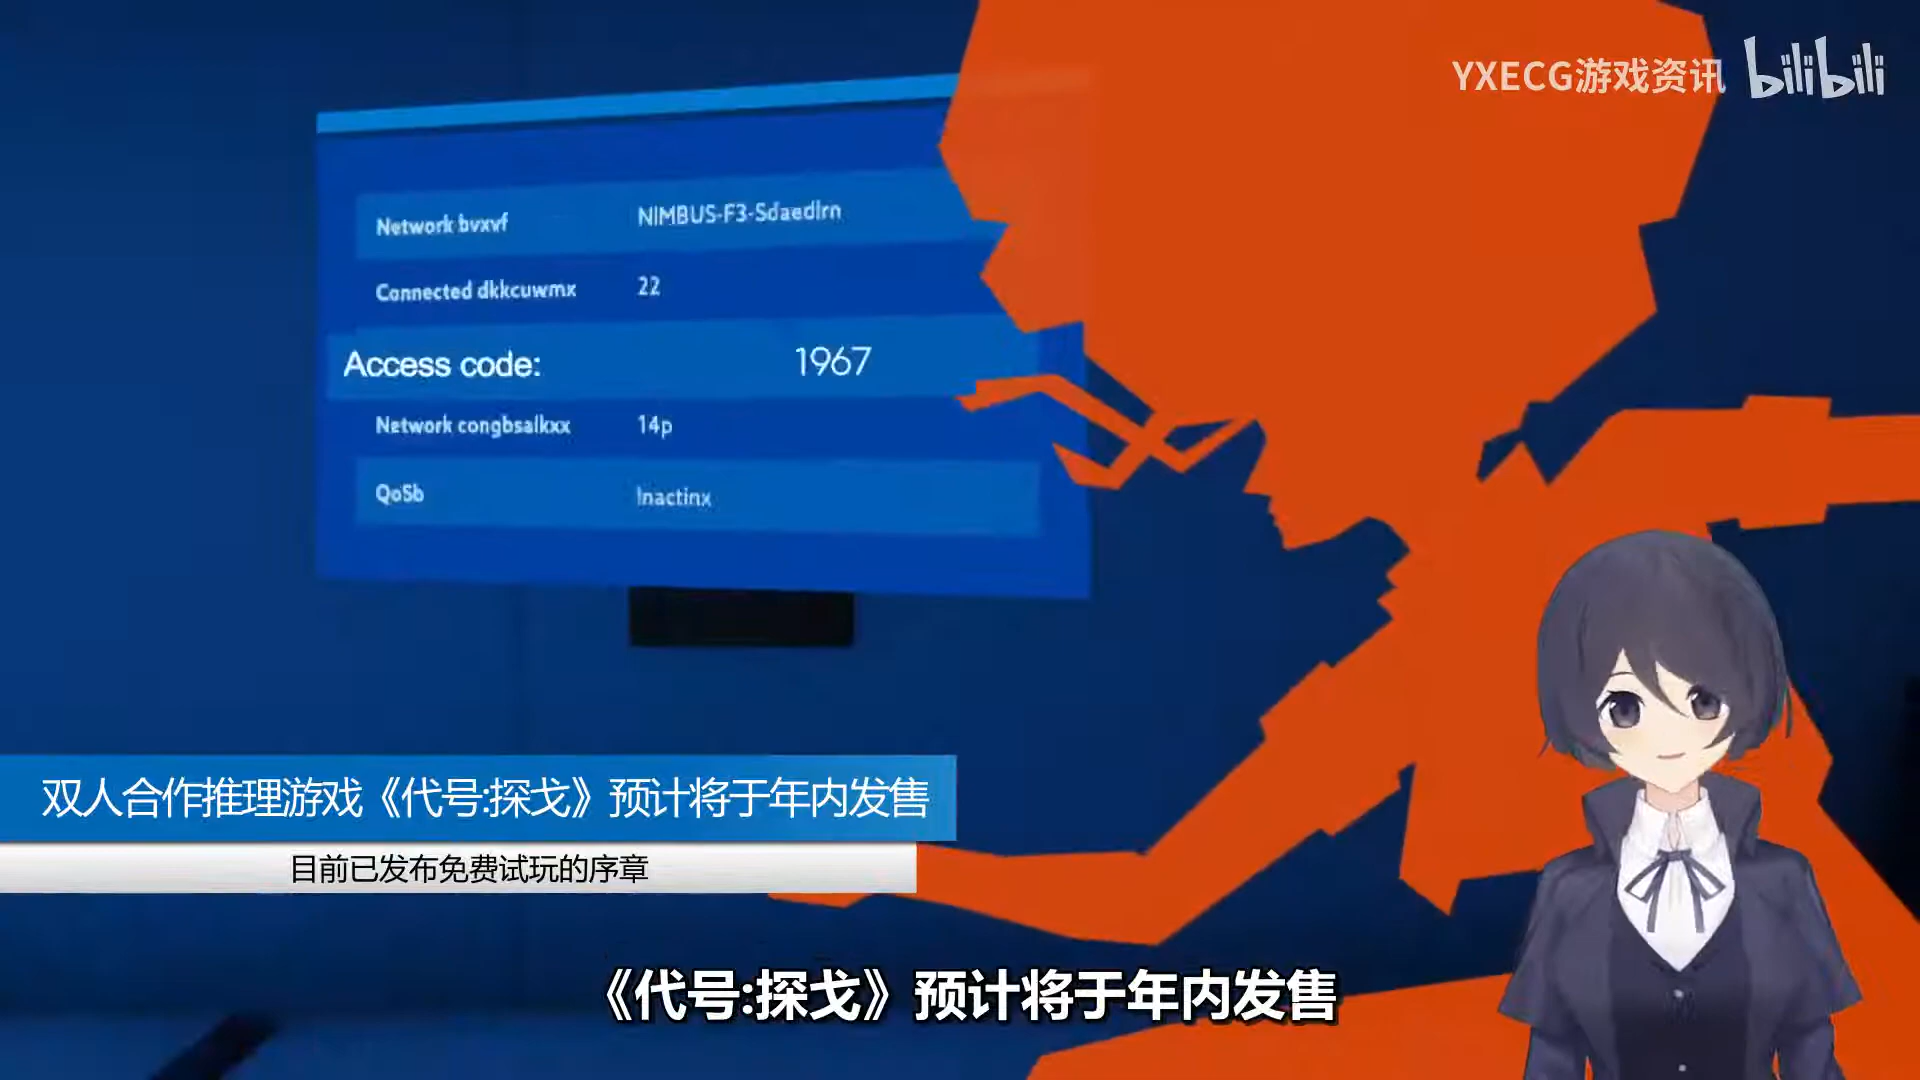 YXECG游戏资讯 bilibili
Network bvxvf NIMBUS-F3-Sdaedlrn
Connected dkkcuwmx 22
Access code: 1967
Network congbsalkxx 14p
QoSb Inactinx
双人合作推理游戏《代号:探戈》预计将于年内发售
目前已发布免费试玩的序章
《代号:探戈》预计将于年内发售